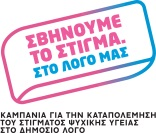 ΣΒΗΝΟΥΜΕ
ΤΟ ΣΤΙΓΜΑ.
ΣΤΟ ΛΟΓΟ ΜΑΣ
ΚΑΜΠΑΝΙΑ ΓΙΑ ΤΗΝ ΚΑΤΑΠΟΛΕΜΗΣΗ
ΤΟΥ ΣΤΙΓΜΑΤΟΣ ΨΥΧΙΚΗΣ ΥΓΕΙΑΣ
ΣΤΟ ΔΗΜΟΣΙΟ ΛΟΓΟ